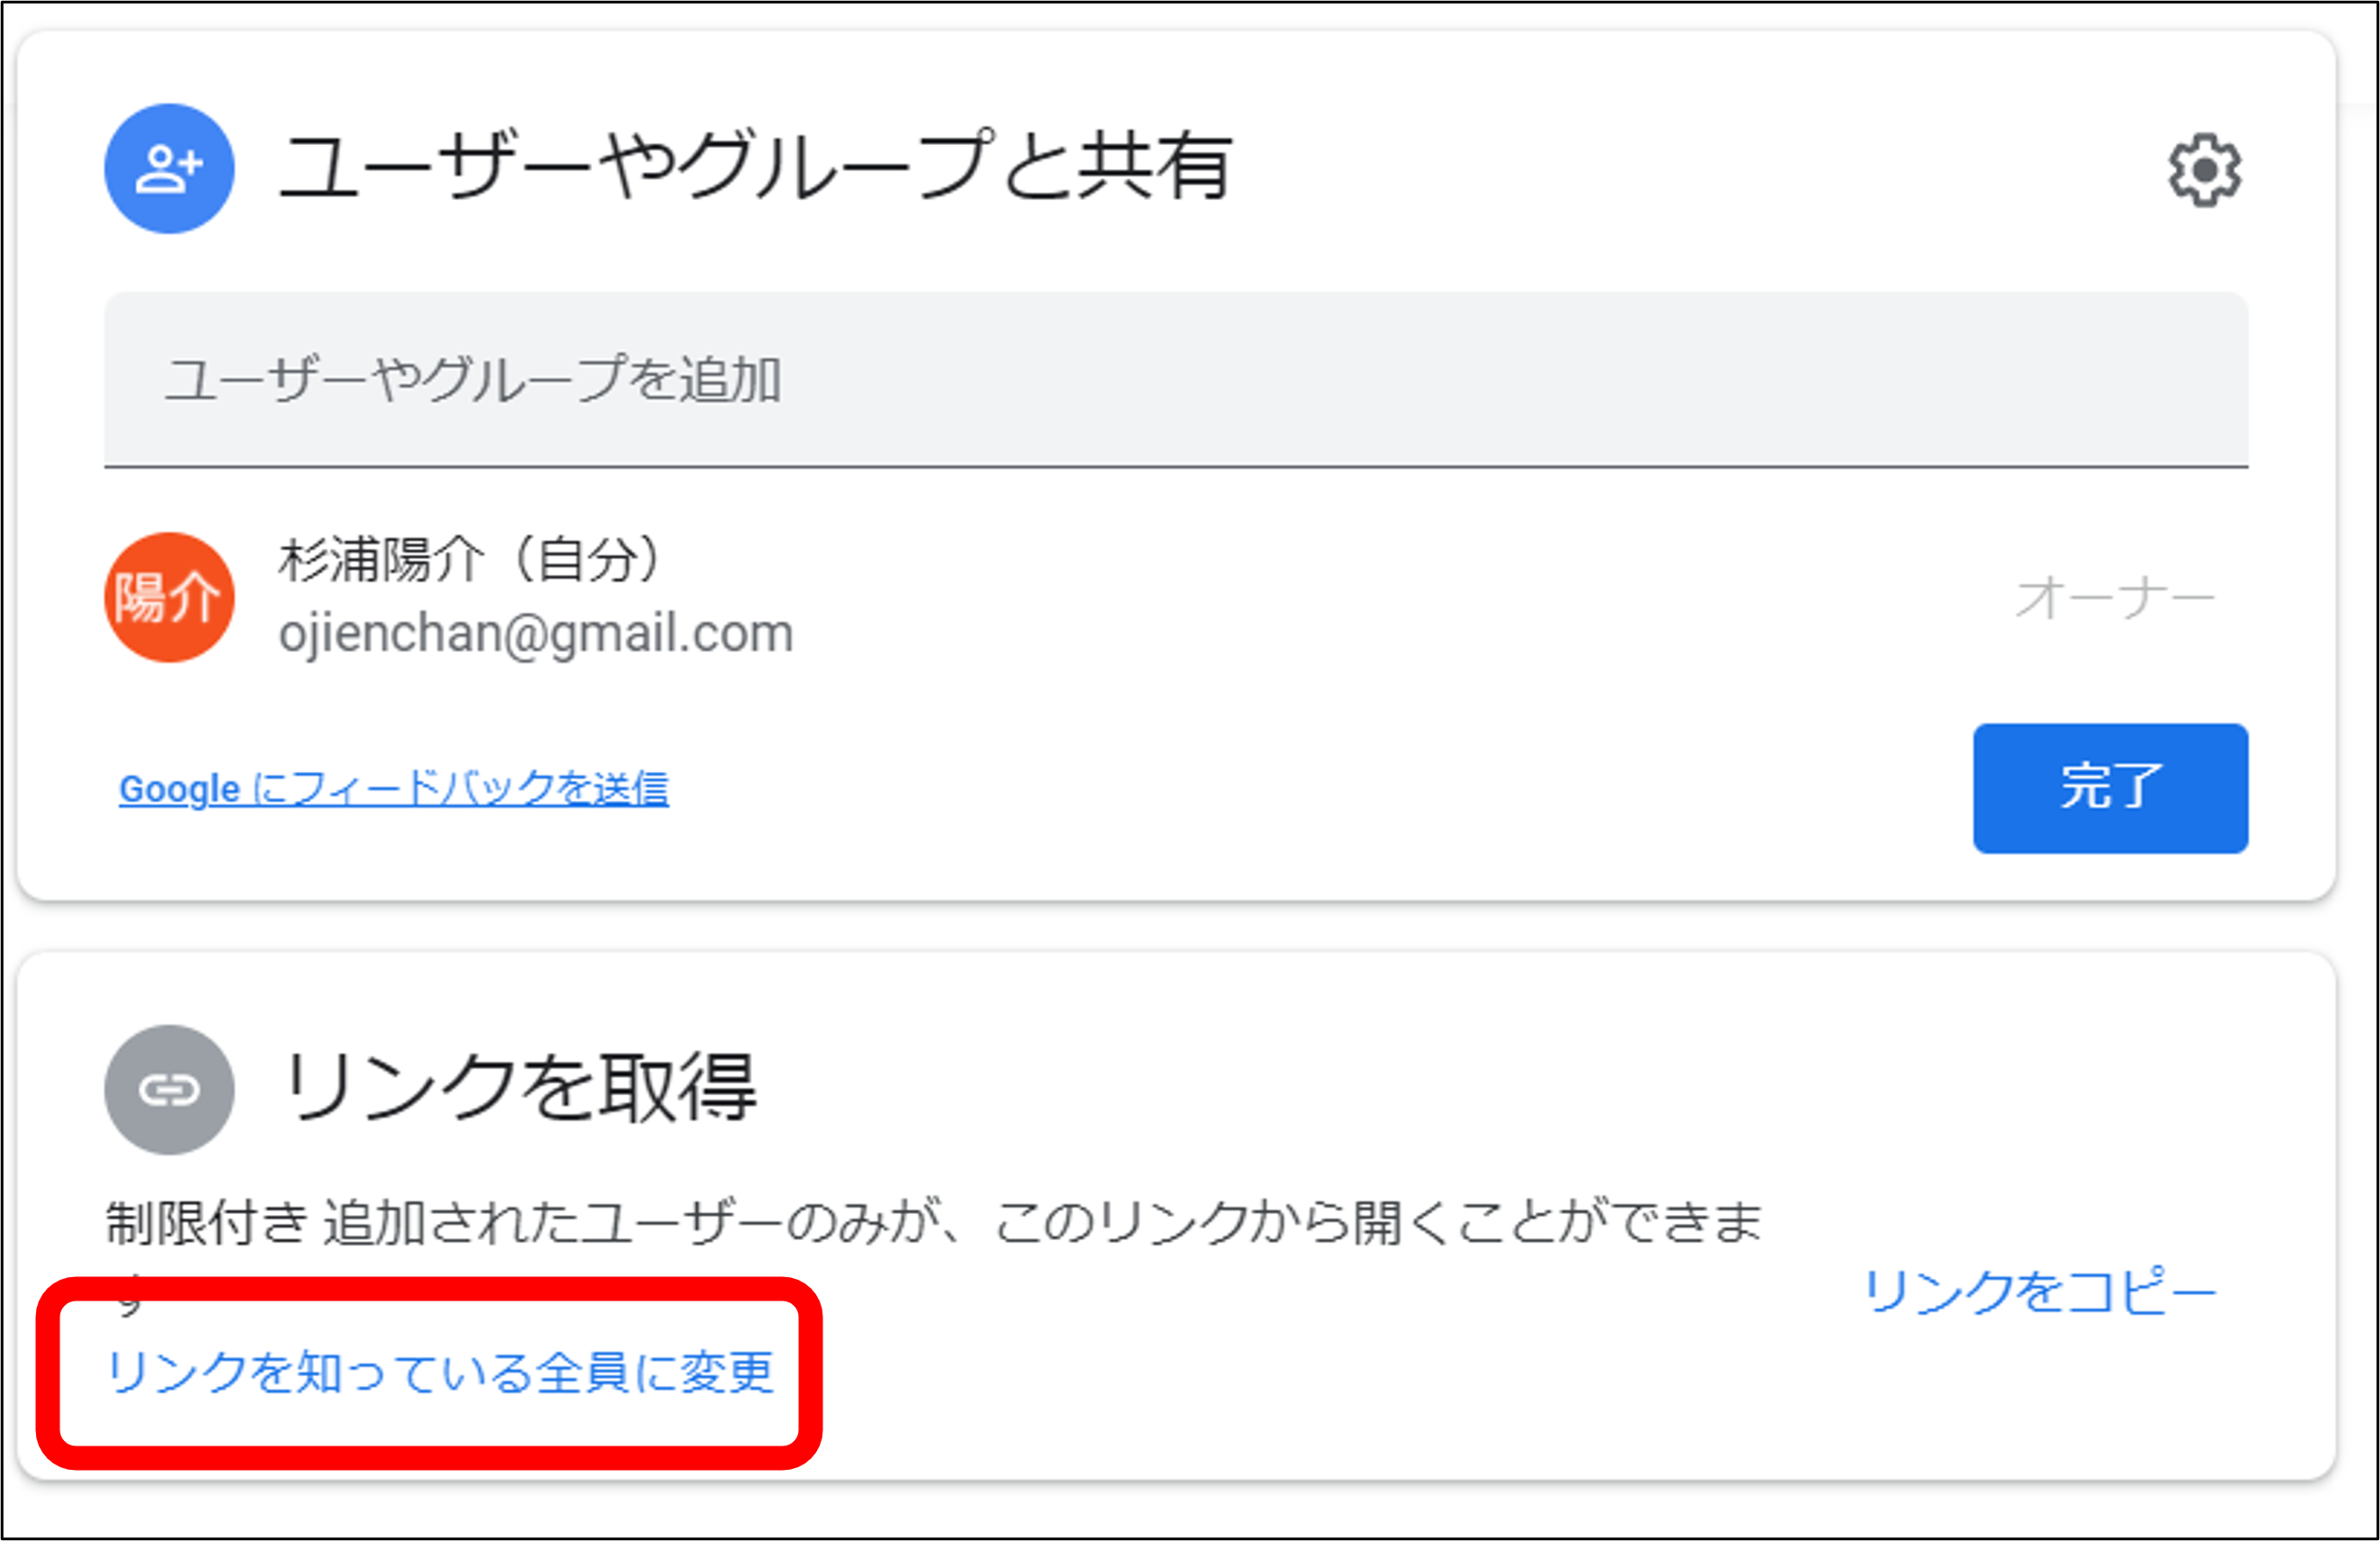 ユーザーやグループと共有
ユーザーやグループを追加
陽介
杉浦陽介（自分）
ojienchan@gmail.com
オーナー
Google にフィードバックを送信
完了
リンクを取得
制限付き 追加されたユーザーのみが、このリンクから開くことができま
す
リンクをコピー
リンクを知っている全員に変更